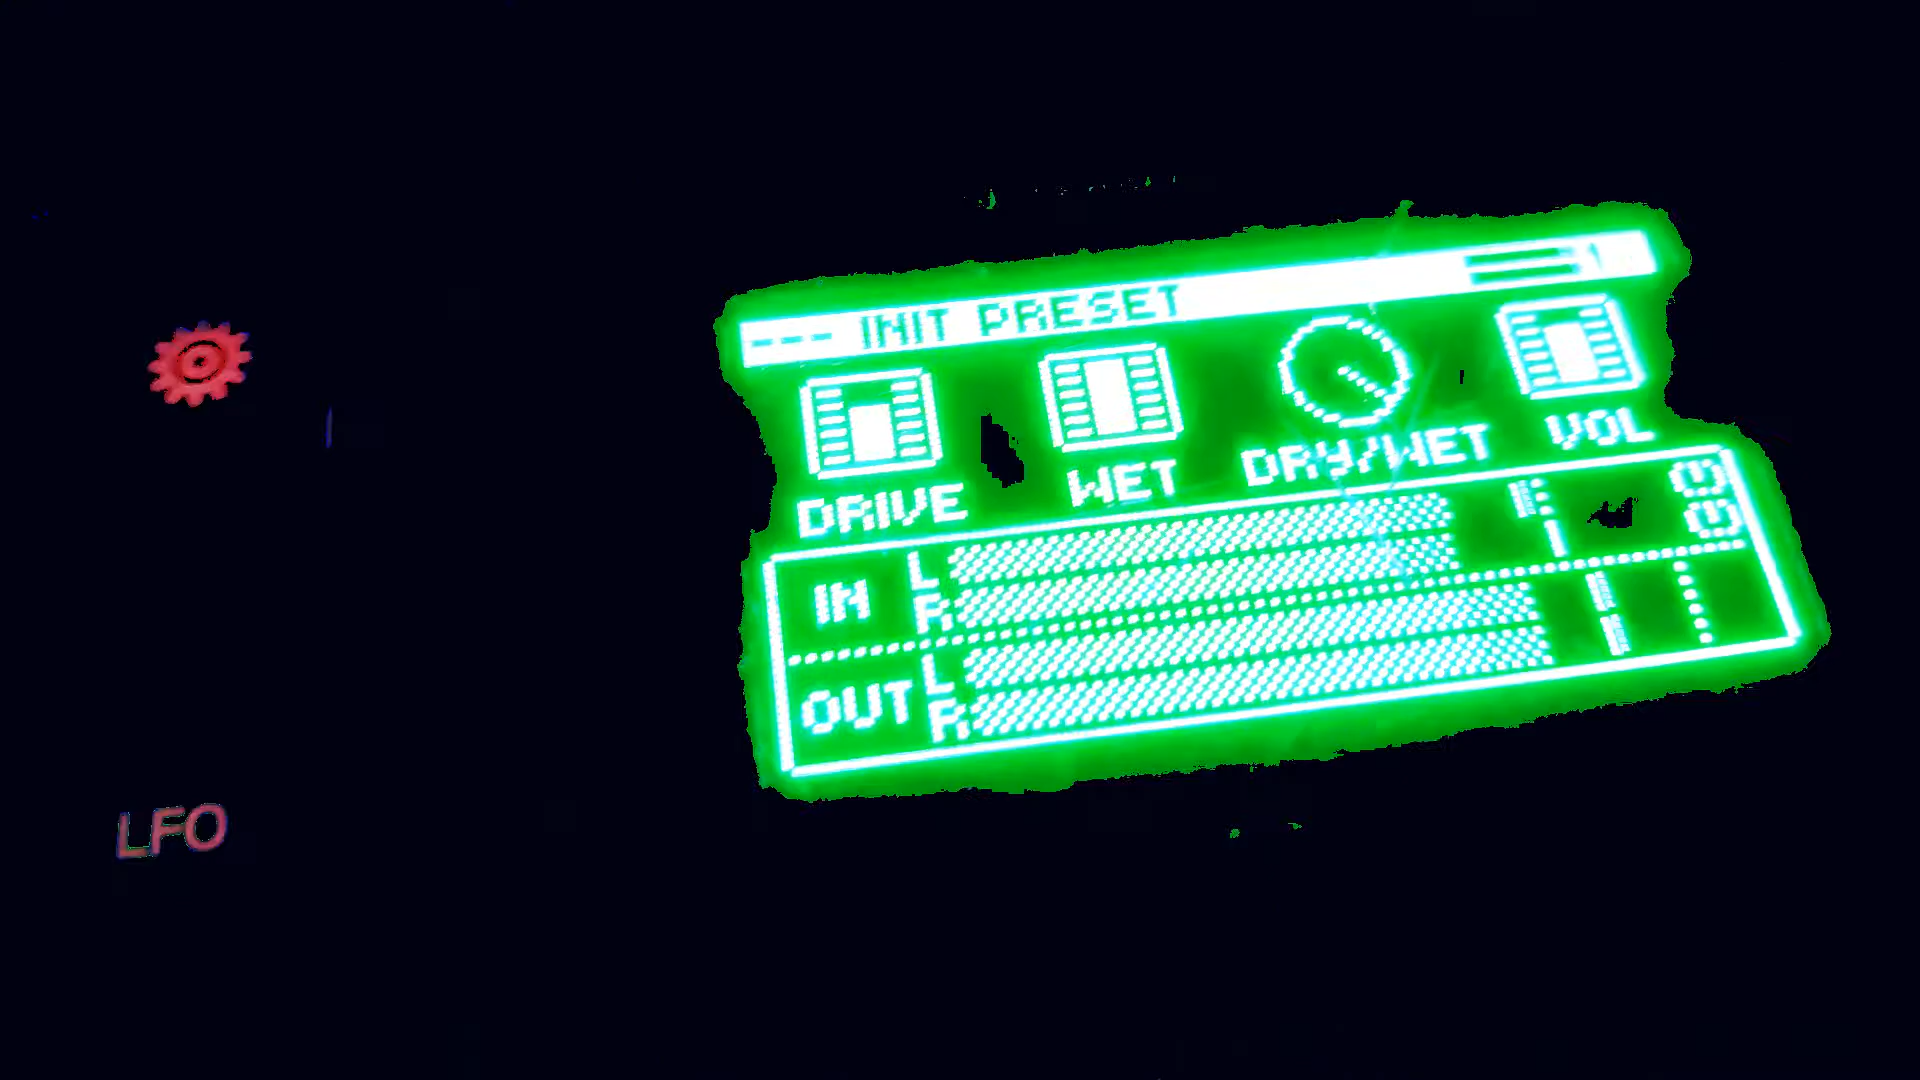 --- INIT PRESET
DRIVE WET DRY/WET VOL
IN L
R
OUT L
R
LFO